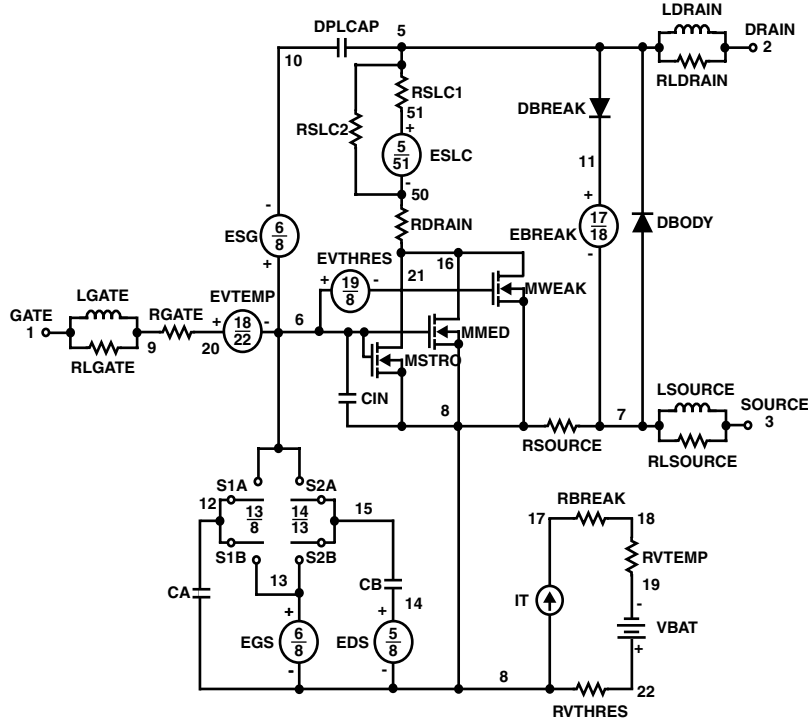 LDRAIN
DPLCAP 5 DRAIN
10 2
RLDRAIN
RSLC1
51 DBREAK
RSLC2 +
5
51
ESLC
11
-
50
- +
17
18
DBODY
6
8
ESG RDRAIN EBREAK
+ EVTHRES 16 -
+ 19
8
- 21 MWEAK
LGATE EVTEMP
GATE RGATE + 18
22
- 6 MMED
1 9 20
RLGATE MSTRO
LSOURCE
CIN 8 7 SOURCE
3
RSOURCE
RLSOURCE
S1A S2A
12 13
8
14
13
15 RBREAK
17 18
S1B S2B RVTEMP
13 CB 19
CA 14 IT -
+ +
EGS 6
8
EDS 5
8
VBAT
+
- -
8 22
RVTHRES